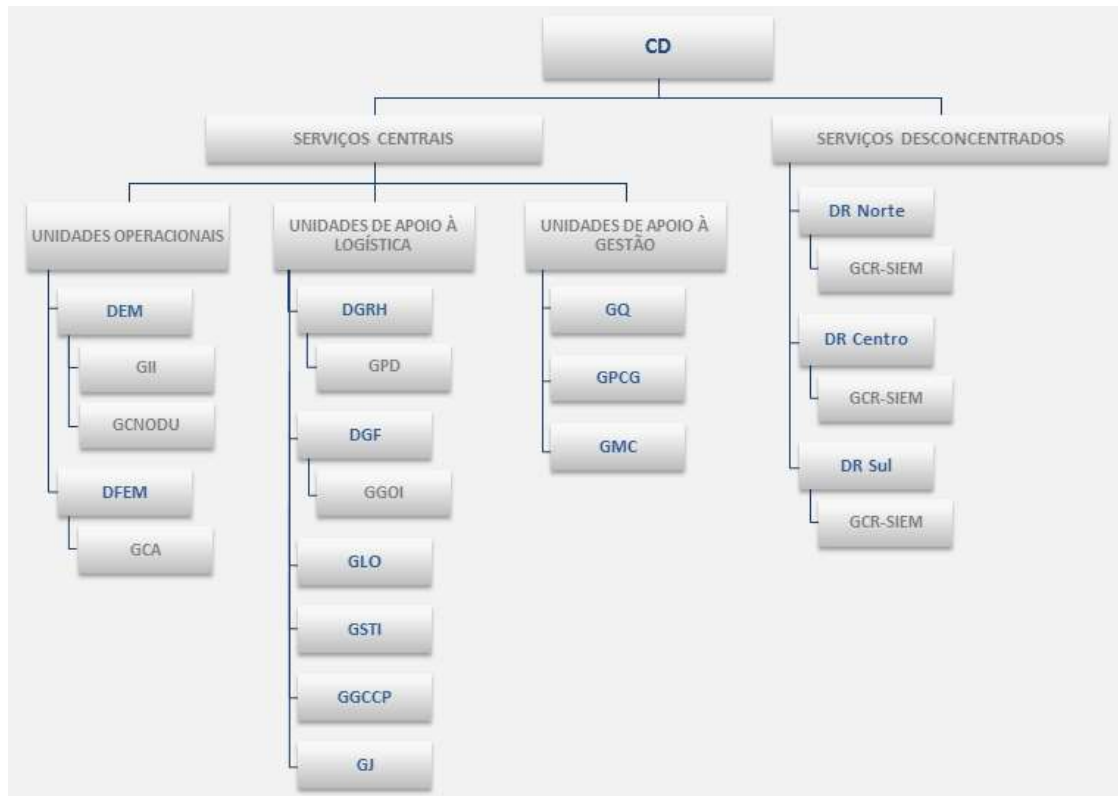 CD
SERVIÇOS CENTRAIS
SERVIÇOS DESCONCENTRADOS
UNIDADES OPERACIONAIS
UNIDADES DE APOIO À
LOGÍSTICA
UNIDADES DE APOIO À
GESTÃO
DEM
GII
GCNODU
DFEM
GCA
DGRH
GPD
DGF
GGOI
GLO
GSTI
GGCCP
GJ
GQ
GPCG
GMC
DR Norte
GCR-SIEM
DR Centro
GCR-SIEM
DR Sul
GCR-SIEM